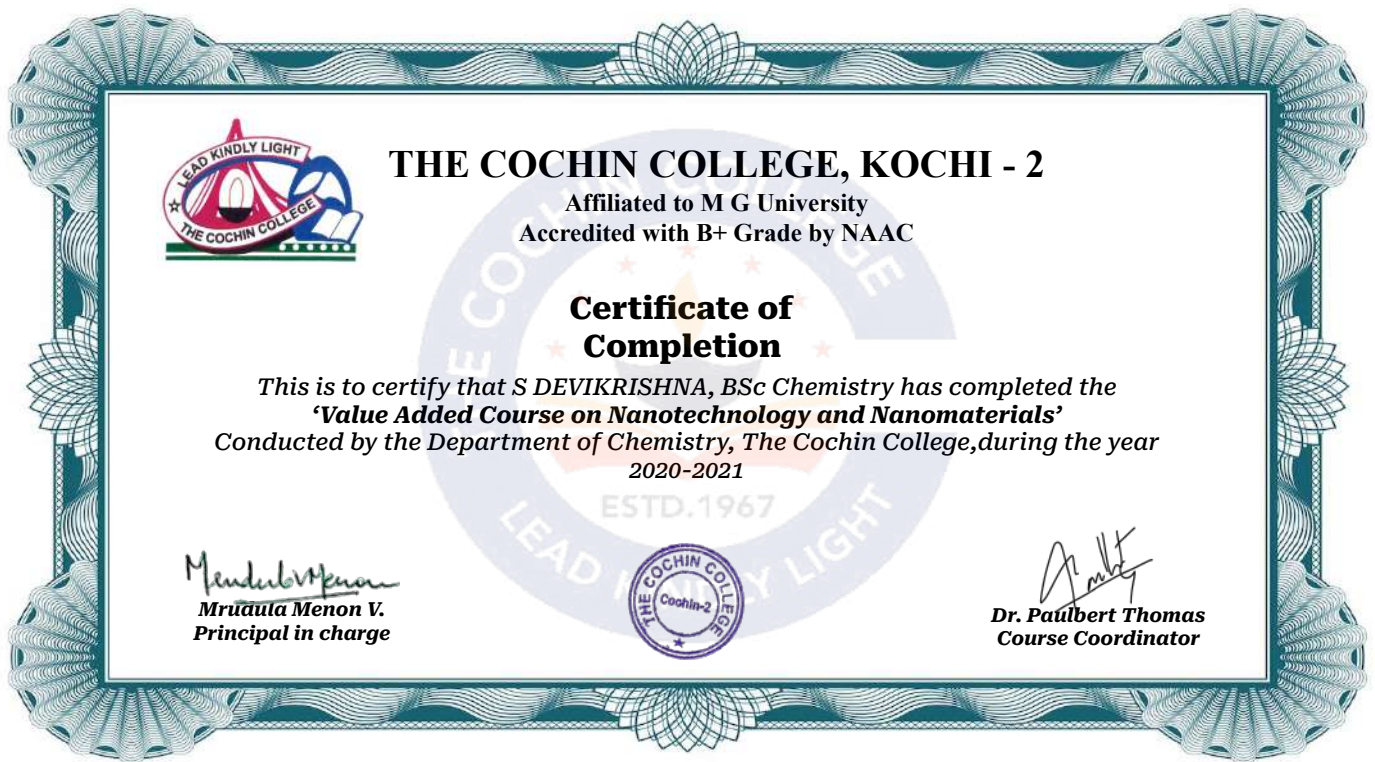 LEAD KINDLY LIGHT
THE COCHIN COLLEGE
THE COCHIN COLLEGE, KOCHI - 2
Affiliated to M G University
Accredited with B+ Grade by NAAC
Certificate of
Completion
This is to certify that S DEVIKRISHNA, BSc Chemistry has completed the
‘Value Added Course on Nanotechnology and Nanomaterials’
Conducted by the Department of Chemistry, The Cochin College,during the year
2020-2021
THE COCHIN COLLEGE
ESTD.1967
LEAD KINDLY LIGHT
Mrudula Menon V.
Principal in charge
THE COCHIN COLLEGE
Cochin-2
Dr. Paulbert Thomas
Course Coordinator